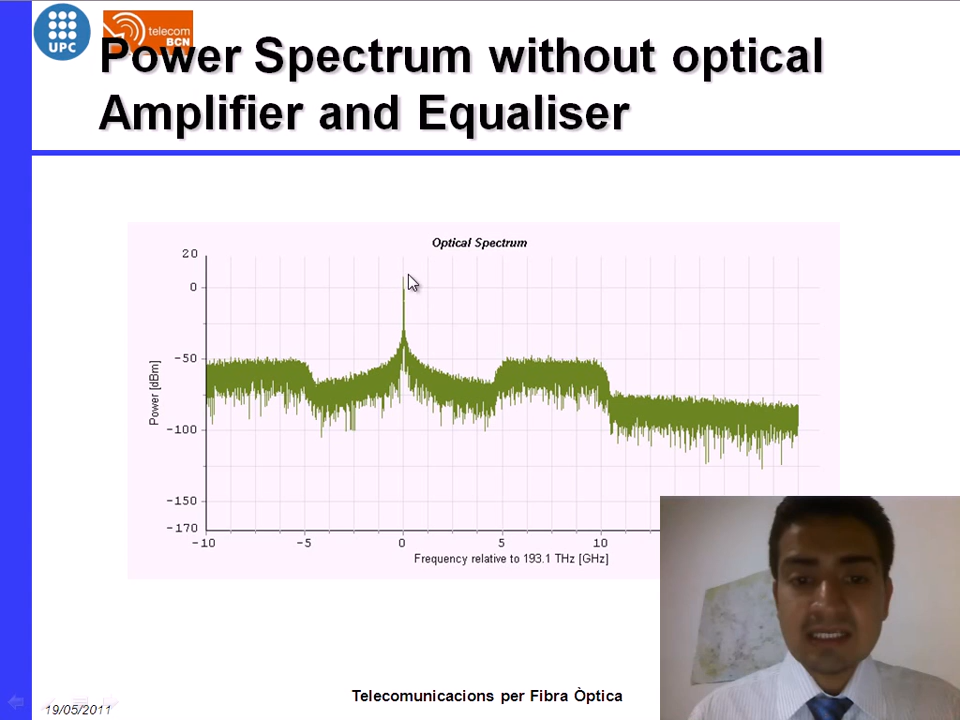 UPC
telecom
BCN
Power Spectrum without optical
Amplifier and Equaliser
Optical Spectrum
20
0
-50
-100
-150
-170
Power [dBm]
-10
-5
0
5
10
Frequency relative to 193.1 THz [GHz]
Telecomunicacions per Fibra Òptica
19/05/2011